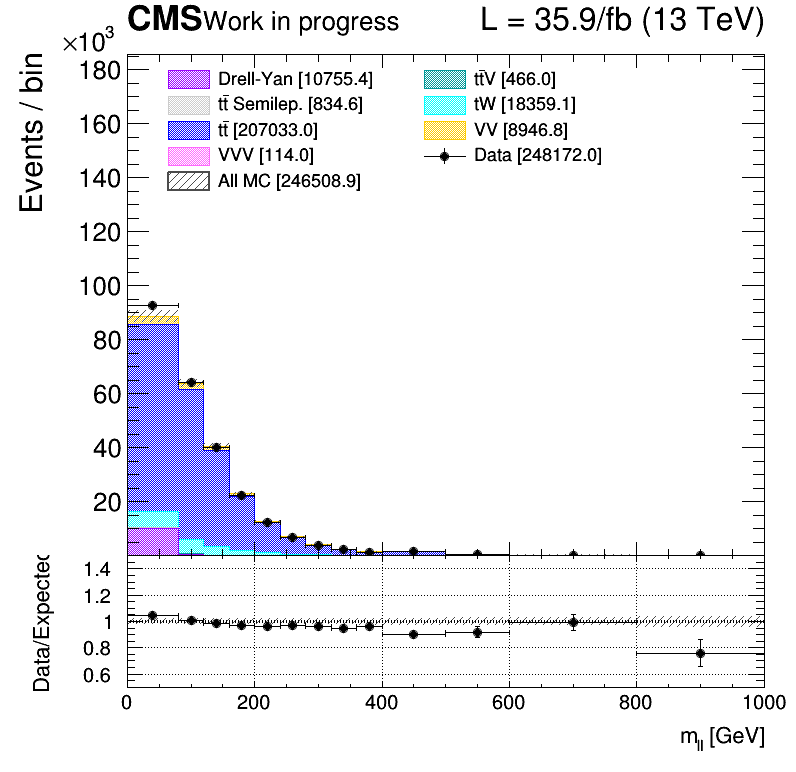 CMS Work in progress L = 35.9/fb (13 TeV)
×10³
Events / bin
Drell-Yan [10755.4]
tt̄ Semilep. [834.6]
tt̄ [207033.0]
VVV [114.0]
All MC [246508.9]
tt̄V [466.0]
tW [18359.1]
VV [8946.8]
Data [248172.0]
180
160
140
120
100
80
60
40
20
Data/Expected
1.4
1.2
1
0.8
0.6
0 200 400 600 800 1000
m_ll [GeV]